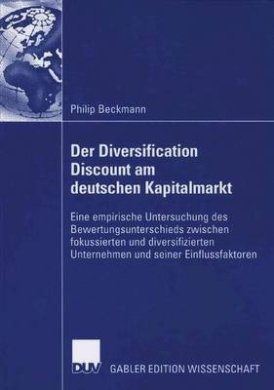 Philip Beckmann
Der Diversification
Discount am
deutschen Kapitalmarkt
Eine empirische Untersuchung des
Bewertungsunterschieds zwischen
fokussierten und diversifizierten
Unternehmen und seiner Einflussfaktoren
DUV
GABLER EDITION WISSENSCHAFT